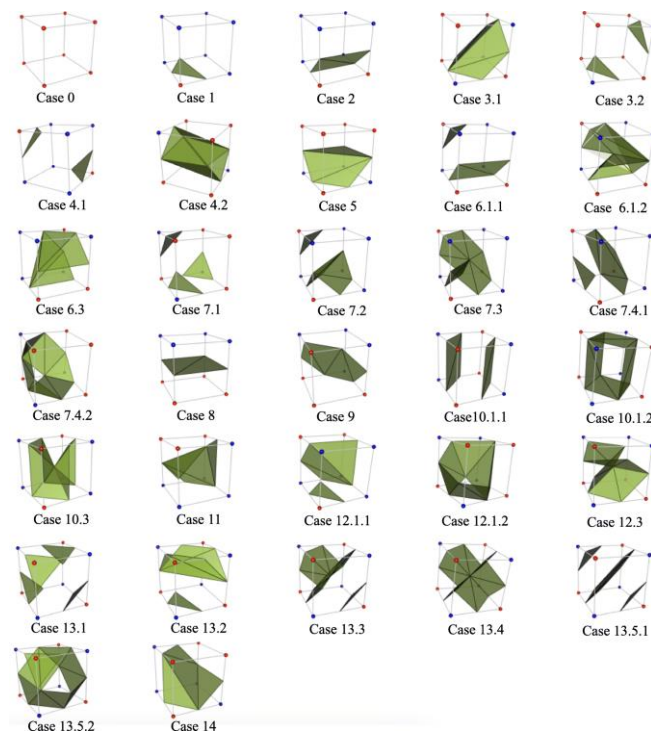 Case 0 Case 1 Case 2 Case 3.1 Case 3.2
Case 4.1 Case 4.2 Case 5 Case 6.1.1 Case 6.1.2
Case 6.3 Case 7.1 Case 7.2 Case 7.3 Case 7.4.1
Case 7.4.2 Case 8 Case 9 Case10.1.1 Case 10.1.2
Case 10.3 Case 11 Case 12.1.1 Case 12.1.2 Case 12.3
Case 13.1 Case 13.2 Case 13.3 Case 13.4 Case 13.5.1
Case 13.5.2 Case 14